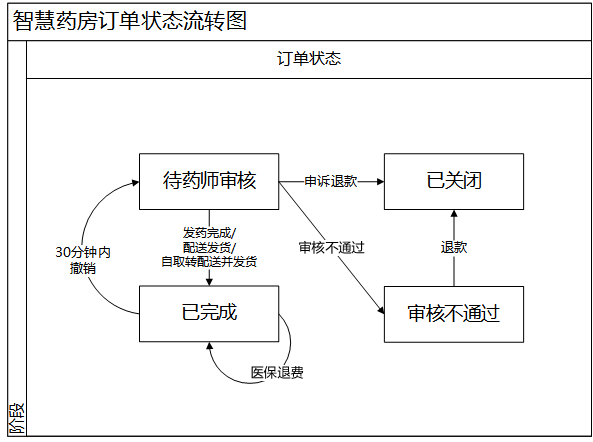 智慧药房订单状态流转图
订单状态
待药师审核
申诉退款
已关闭
发药完成/
配送发货/
自取转配送并发货
审核不通过
退款
30分钟内
撤销
已完成
审核不通过
医保退费
阶段